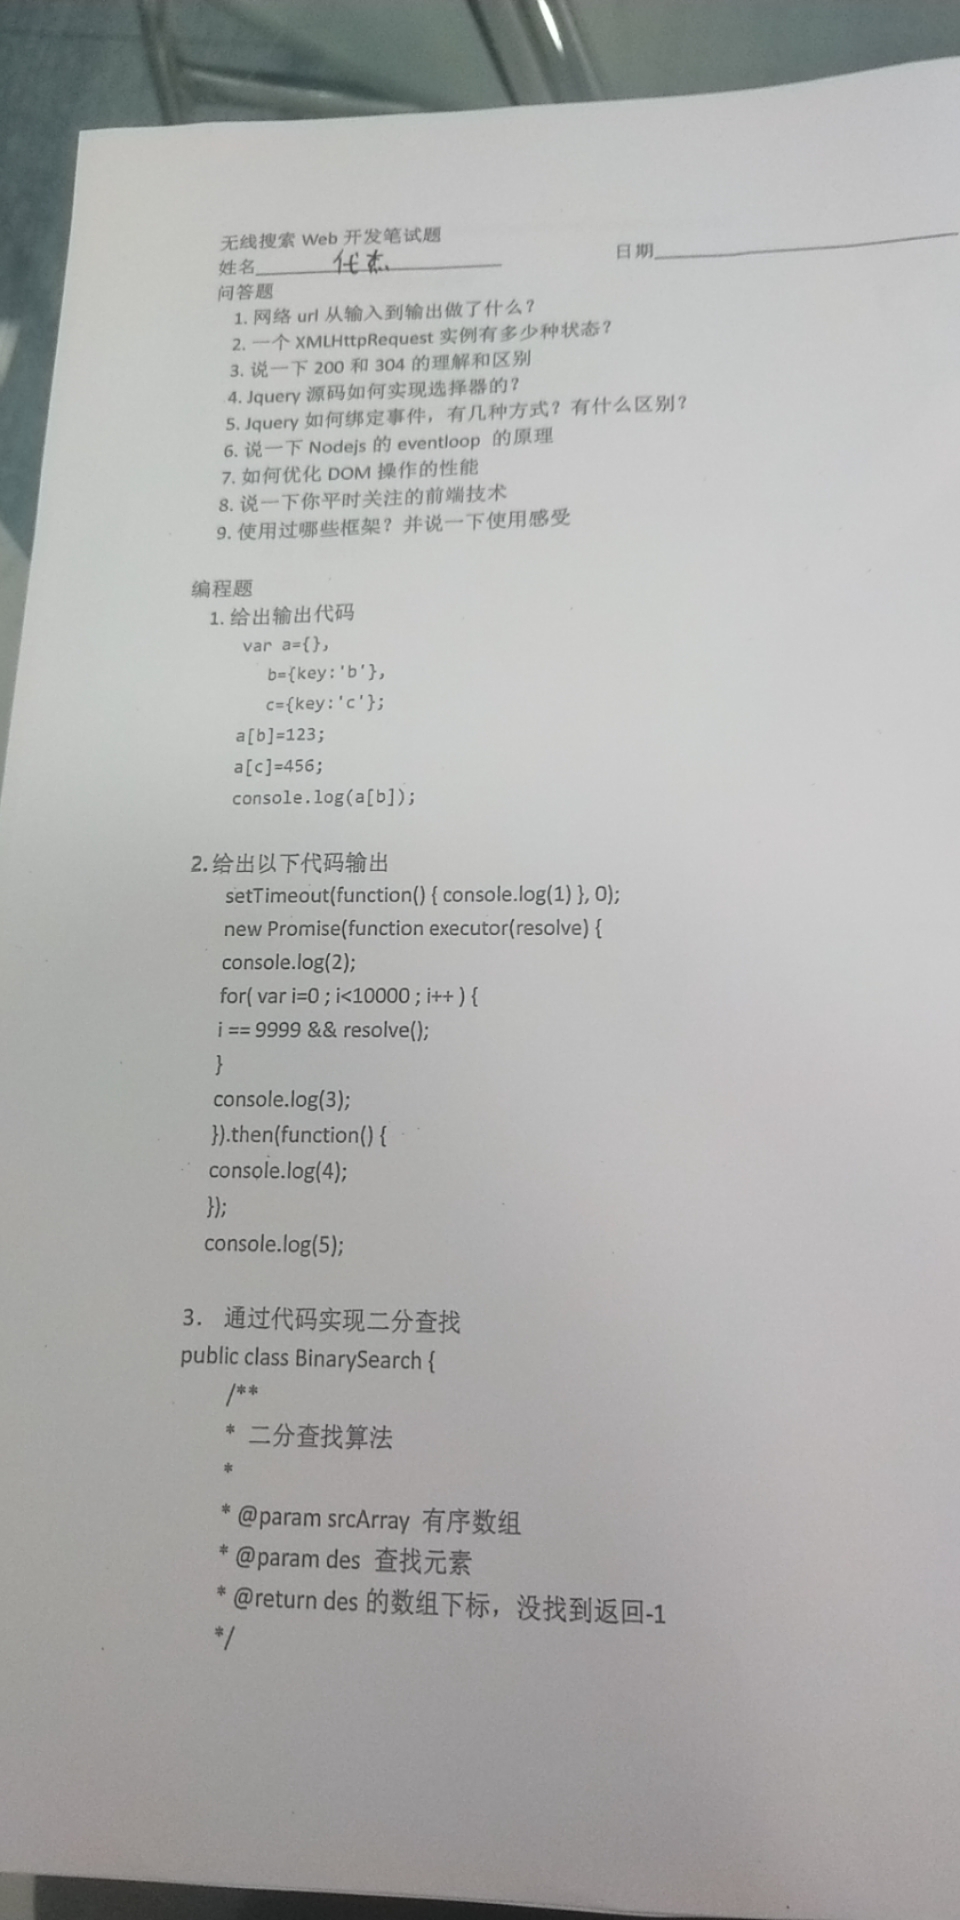 无线搜索 Web 开发笔试题
姓名 代杰 日期
问答题
1. 网络 url 从输入到输出做了什么？
2. 一个 XMLHttpRequest 实例有多少种状态？
3. 说一下 200 和 304 的理解和区别
4. Jquery 源码如何实现选择器的？
5. Jquery 如何绑定事件，有几种方式？有什么区别？
6. 说一下 Nodejs 的 eventloop 的原理
7. 如何优化 DOM 操作的性能
8. 说一下你平时关注的前端技术
9. 使用过哪些框架？并说一下使用感受
编程题
1. 给出输出代码
var a={},
b={key:'b'},
c={key:'c'};
a[b]=123;
a[c]=456;
console.log(a[b]);
2. 给出以下代码输出
setTimeout(function() { console.log(1) }, 0);
new Promise(function executor(resolve) {
console.log(2);
for( var i=0 ; i<10000 ; i++ ) {
i == 9999 && resolve();
}
console.log(3);
}).then(function() {
console.log(4);
});
console.log(5);
3. 通过代码实现二分查找
public class BinarySearch {
/**
* 二分查找算法
*
* @param srcArray 有序数组
* @param des 查找元素
* @return des 的数组下标，没找到返回-1
*/